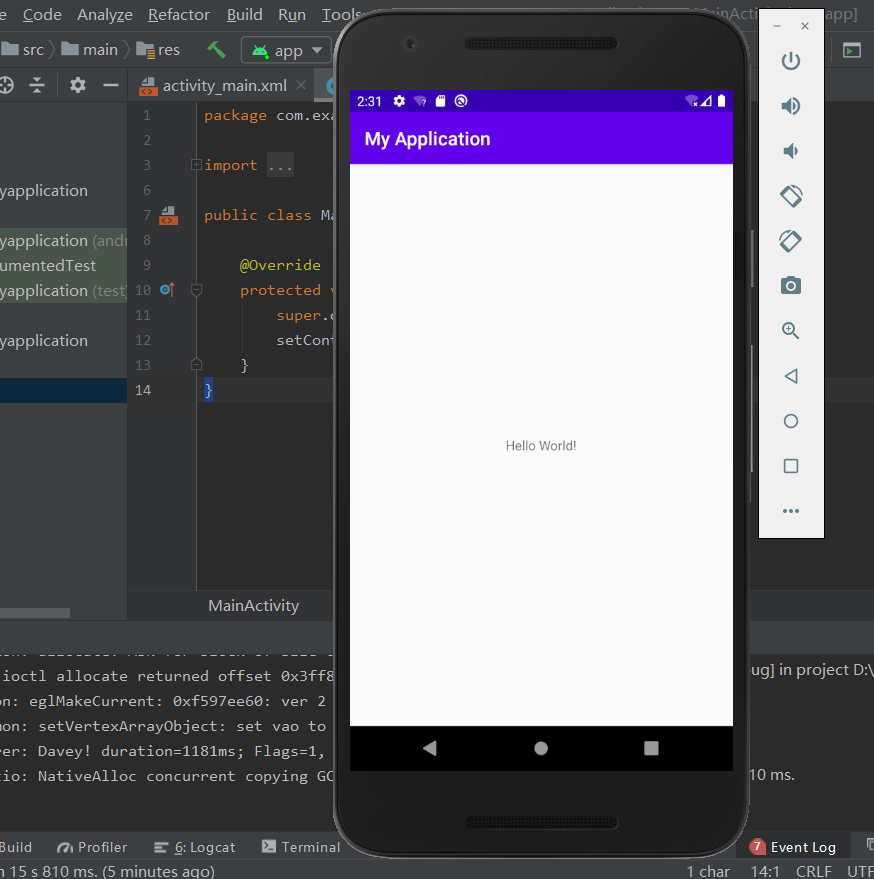 Code Analyze Refactor Build Run Tools
src main res app
activity_main.xml
1 package com.exa
2
3 import ...
6
7 public class Ma
8
9 @Override
10 protected
11 super.
12 setCont
13 }
14 }
yapplication
yapplication (andr
umentedTest
yapplication (test)
yapplication
MainActivity
ioctl allocate returned offset 0x3ff8
on: eglMakeCurrent: 0xf597ee60: ver 2
mon: setVertexArrayObject: set vao to
rer: Davey! duration=1181ms; Flags=1,
tio: NativeAlloc concurrent copying GC
ug] in project D:\
10 ms.
2:31
My Application
Hello World!
Build Profiler 6: Logcat Terminal
7 Event Log
n 15 s 810 ms. (5 minutes ago)
1 char 14:1 CRLF UTF